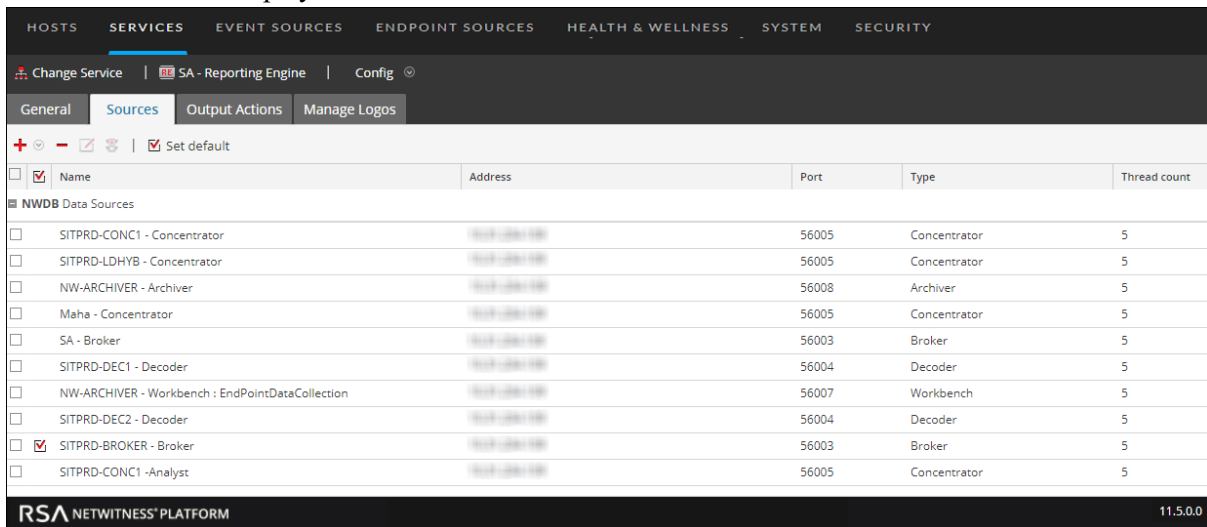 HOSTS SERVICES EVENT SOURCES ENDPOINT SOURCES HEALTH & WELLNESS SYSTEM SECURITY
Change Service | RE SA - Reporting Engine | Config
General Sources Output Actions Manage Logos
Set default
Name Address Port Type Thread count
NWDB Data Sources
SITPRD-CONC1 - Concentrator 56005 Concentrator 5
SITPRD-LDHYB - Concentrator 56005 Concentrator 5
NW-ARCHIVER - Archiver 56008 Archiver 5
Maha - Concentrator 56005 Concentrator 5
SA - Broker 56003 Broker 5
SITPRD-DEC1 - Decoder 56004 Decoder 5
NW-ARCHIVER - Workbench : EndPointDataCollection 56007 Workbench 5
SITPRD-DEC2 - Decoder 56004 Decoder 5
SITPRD-BROKER - Broker 56003 Broker 5
SITPRD-CONC1 -Analyst 56005 Concentrator 5
RSA NETWITNESS® PLATFORM 11.5.0.0